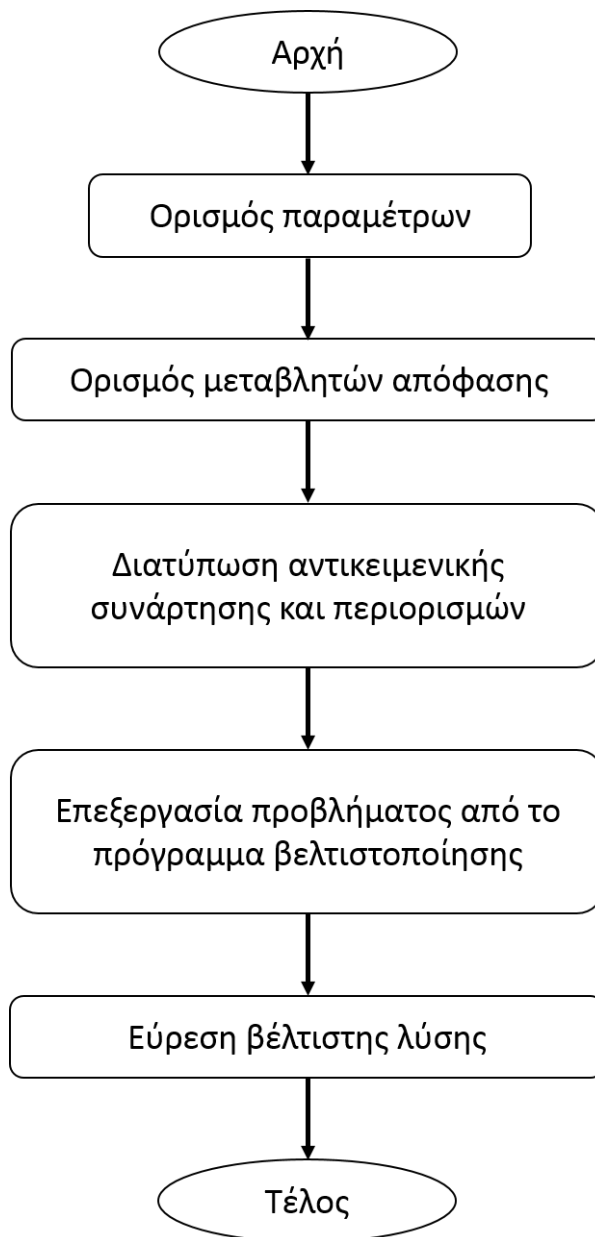 Αρχή
Ορισμός παραμέτρων
Ορισμός μεταβλητών απόφασης
Διατύπωση αντικειμενικής
συνάρτησης και περιορισμών
Επεξεργασία προβλήματος από το
πρόγραμμα βελτιστοποίησης
Εύρεση βέλτιστης λύσης
Τέλος